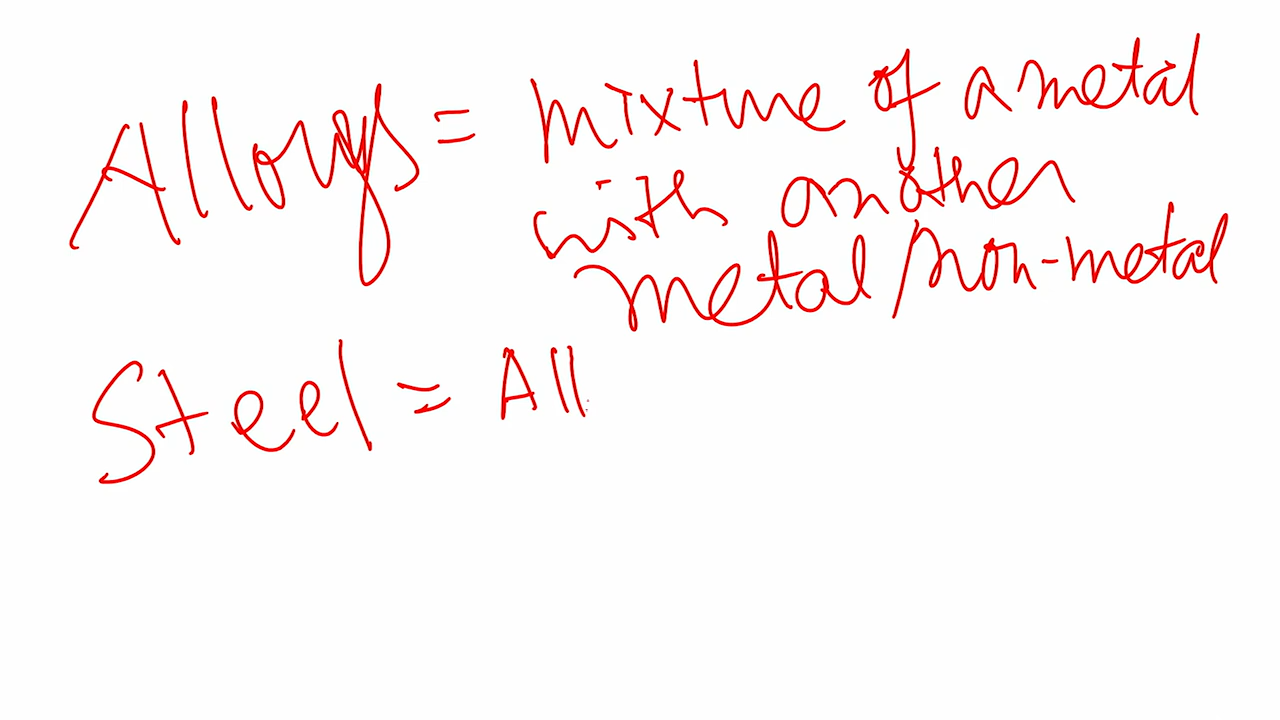 Alloys = mixture of a metal
with another
metal/non-metal
Steel = All